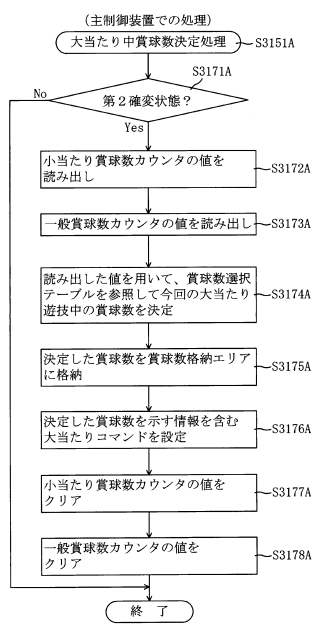 (主制御装置での処理)
大当たり中賞球数決定処理
S3151A
S3171A
No
第2確変状態?
Yes
小当たり賞球数カウンタの値を
読み出し
S3172A
一般賞球数カウンタの値を読み出し
S3173A
読み出した値を用いて、賞球数選択
テーブルを参照して今回の大当たり
遊技中の賞球数を決定
S3174A
決定した賞球数を賞球数格納エリア
に格納
S3175A
決定した賞球数を示す情報を含む
大当たりコマンドを設定
S3176A
小当たり賞球数カウンタの値を
クリア
S3177A
一般賞球数カウンタの値を
クリア
S3178A
終了